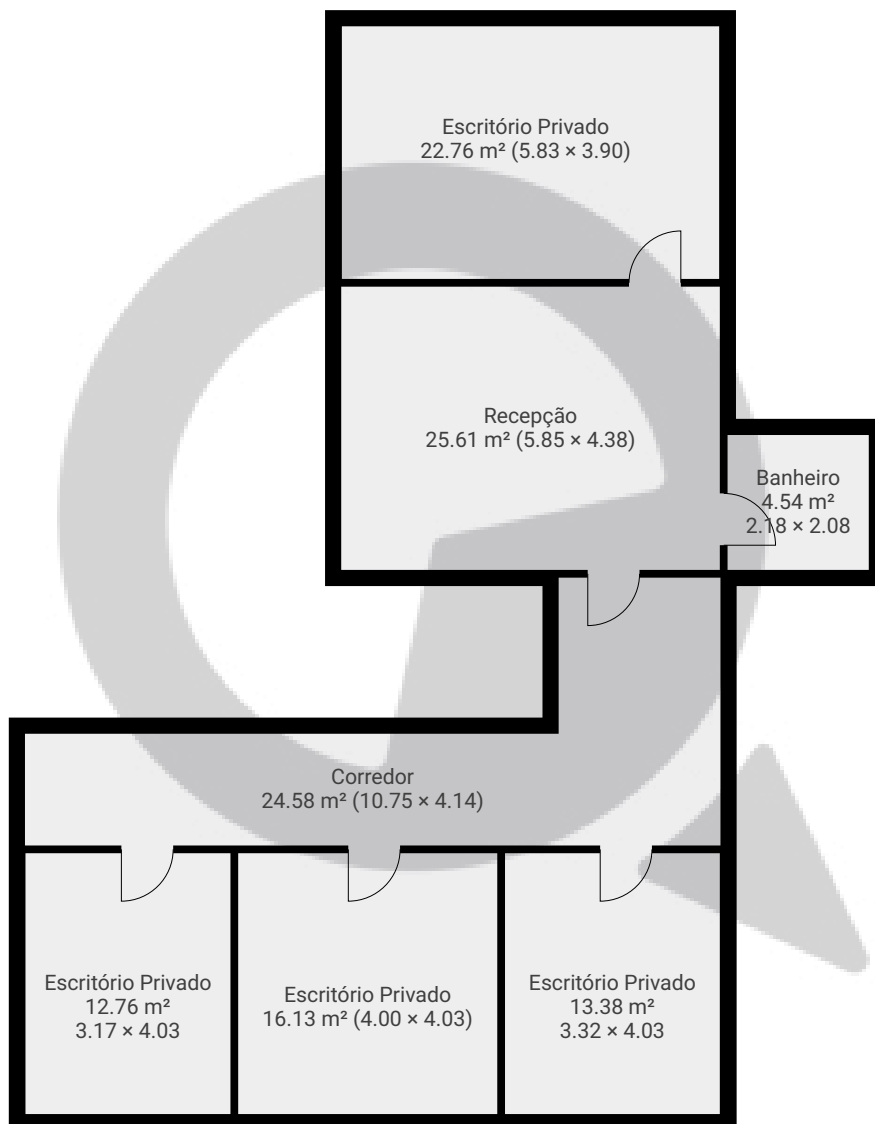 Escritório Privado
22.76 m² (5.83 × 3.90)
Recepção
25.61 m² (5.85 × 4.38)
Banheiro
4.54 m²
2.18 × 2.08
Corredor
24.58 m² (10.75 × 4.14)
Escritório Privado
12.76 m²
3.17 × 4.03
Escritório Privado
16.13 m² (4.00 × 4.03)
Escritório Privado
13.38 m²
3.32 × 4.03